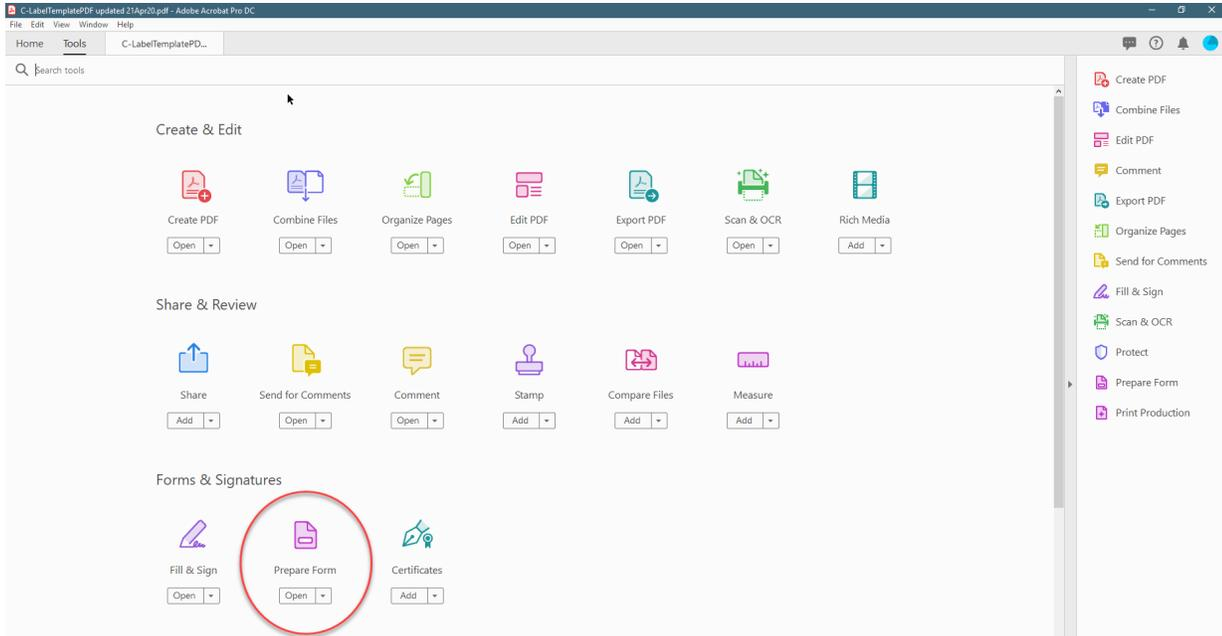 C-LabelTemplatePDF updated 21Apr20.pdf - Adobe Acrobat Pro DC
File Edit View Window Help
Home Tools C-LabelTemplatePD...
Search tools
Create & Edit
Create PDF Combine Files Organize Pages Edit PDF Export PDF Scan & OCR Rich Media
Open Open Open Open Open Open Add
Share & Review
Share Send for Comments Comment Stamp Compare Files Measure
Add Open Open Add Add Add
Forms & Signatures
Fill & Sign Prepare Form Certificates
Open Open Add
Create PDF
Combine Files
Edit PDF
Comment
Export PDF
Organize Pages
Send for Comments
Fill & Sign
Scan & OCR
Protect
Prepare Form
Print Production